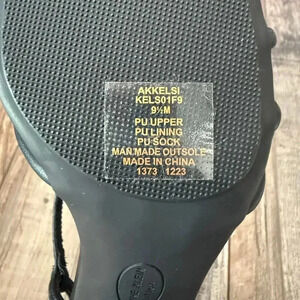 AKKELSI
KELS01F9
9½M
PU UPPER
PU LINING
PU SOCK
MAN MADE OUTSOLE
MADE IN CHINA
1373 1223